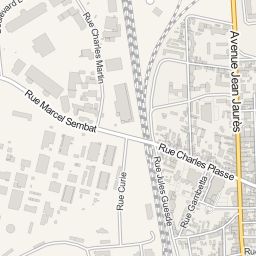 Boulevard
Rue Charles Martin
Avenue Jean Jaurès
Rue Marcel Sembat
Rue Charles Plasse
Rue Curie
Rue Jules Guesde
Rue Gambetta